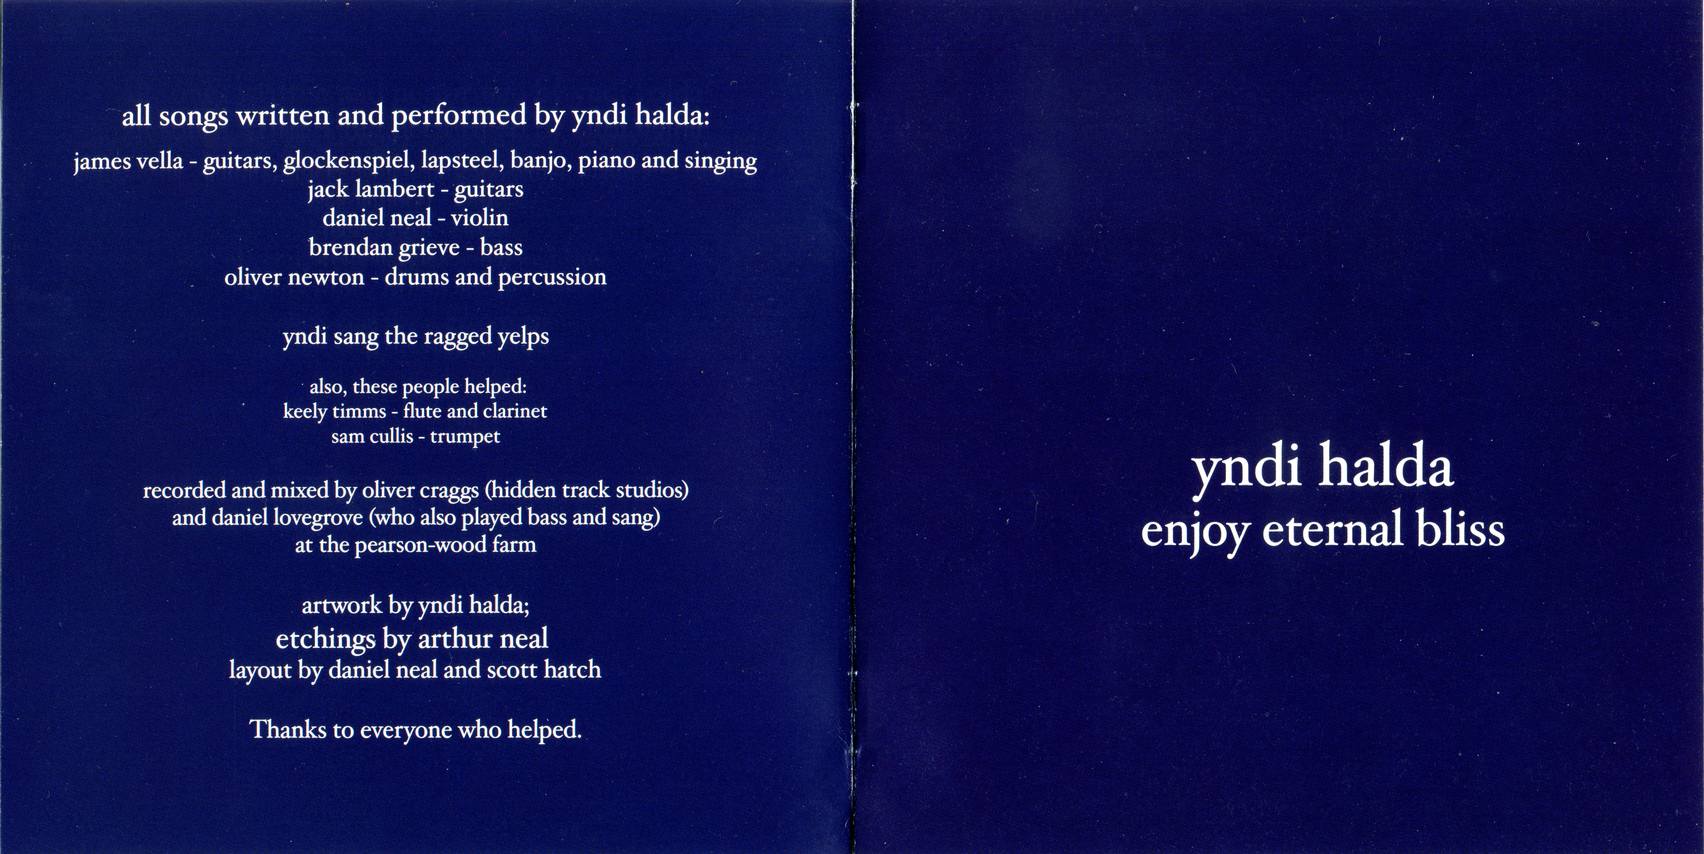 all songs written and performed by yndi halda:
james vella - guitars, glockenspiel, lapsteel, banjo, piano and singing
jack lambert - guitars
daniel neal - violin
brendan grieve - bass
oliver newton - drums and percussion
yndi sang the ragged yelps
also, these people helped:
keely timms - flute and clarinet
sam cullis - trumpet
recorded and mixed by oliver craggs (hidden track studios)
and daniel lovegrove (who also played bass and sang)
at the pearson-wood farm
artwork by yndi halda;
etchings by arthur neal
layout by daniel neal and scott hatch
Thanks to everyone who helped.
yndi halda
enjoy eternal bliss